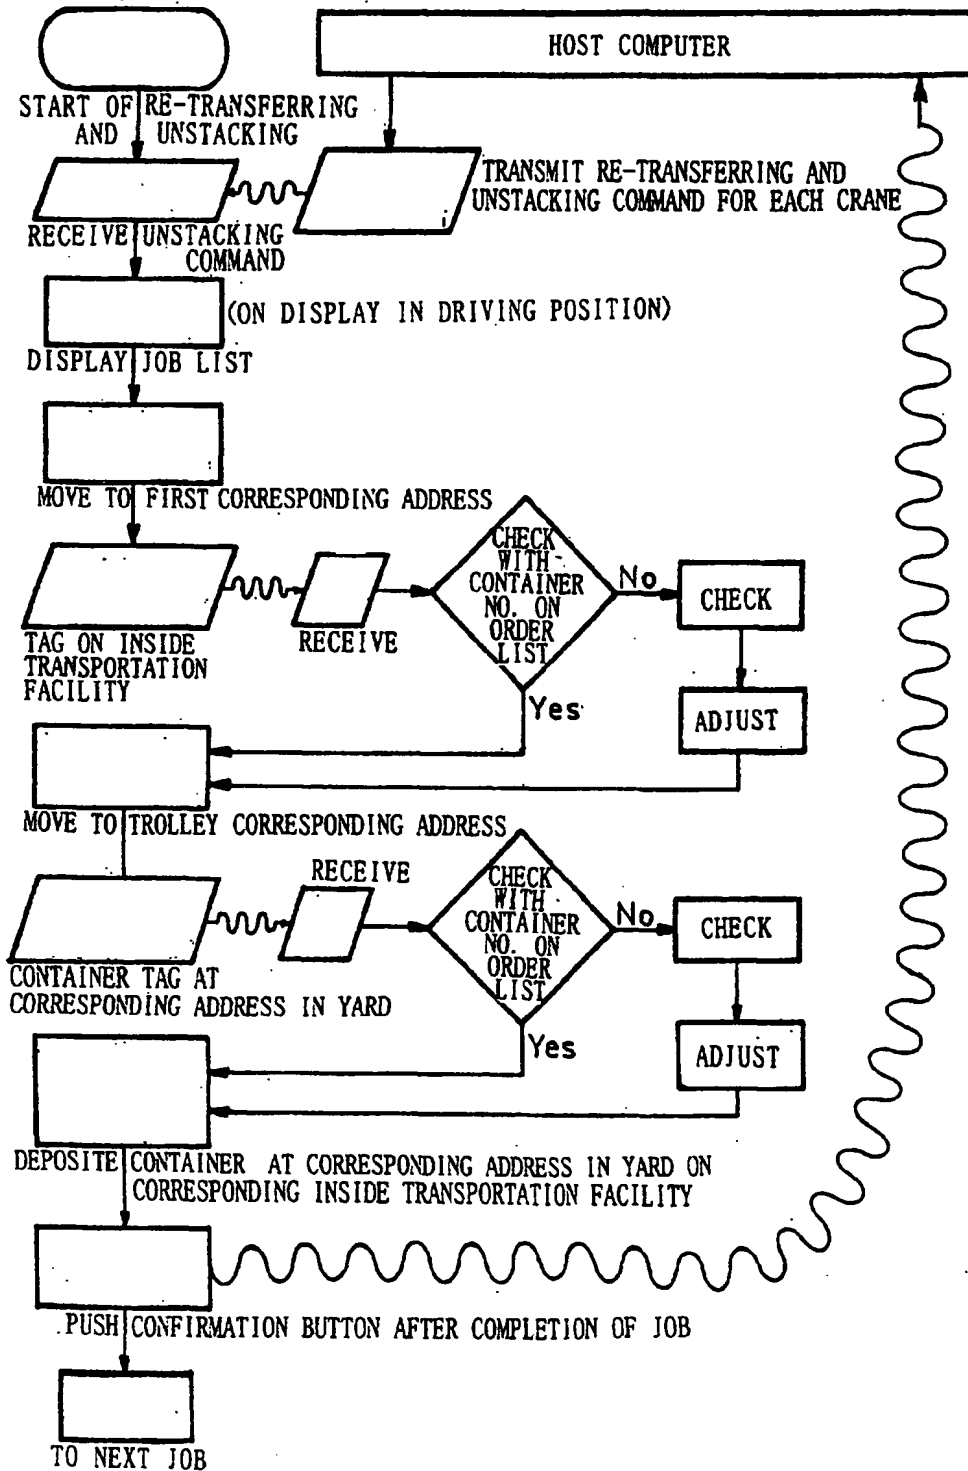 HOST COMPUTER
START OF RE-TRANSFERRING
AND UNSTACKING
TRANSMIT RE-TRANSFERRING AND
UNSTACKING COMMAND FOR EACH CRANE
RECEIVE UNSTACKING
COMMAND
(ON DISPLAY IN DRIVING POSITION)
DISPLAY JOB LIST
MOVE TO FIRST CORRESPONDING ADDRESS
CHECK
WITH
CONTAINER
NO. ON
ORDER
LIST
No
CHECK
RECEIVE
TAG ON INSIDE
TRANSPORTATION
FACILITY
Yes
ADJUST
MOVE TO TROLLEY CORRESPONDING ADDRESS
RECEIVE
CHECK
WITH
CONTAINER
NO. ON
ORDER
LIST
No
CHECK
CONTAINER TAG AT
CORRESPONDING ADDRESS IN YARD
Yes
ADJUST
DEPOSITE CONTAINER AT CORRESPONDING ADDRESS IN YARD ON
CORRESPONDING INSIDE TRANSPORTATION FACILITY
PUSH CONFIRMATION BUTTON AFTER COMPLETION OF JOB
TO NEXT JOB